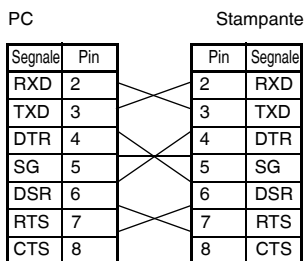 PC Stampante
Segnale Pin Pin Segnale
RXD 2 2 RXD
TXD 3 3 TXD
DTR 4 4 DTR
SG 5 5 SG
DSR 6 6 DSR
RTS 7 7 RTS
CTS 8 8 CTS